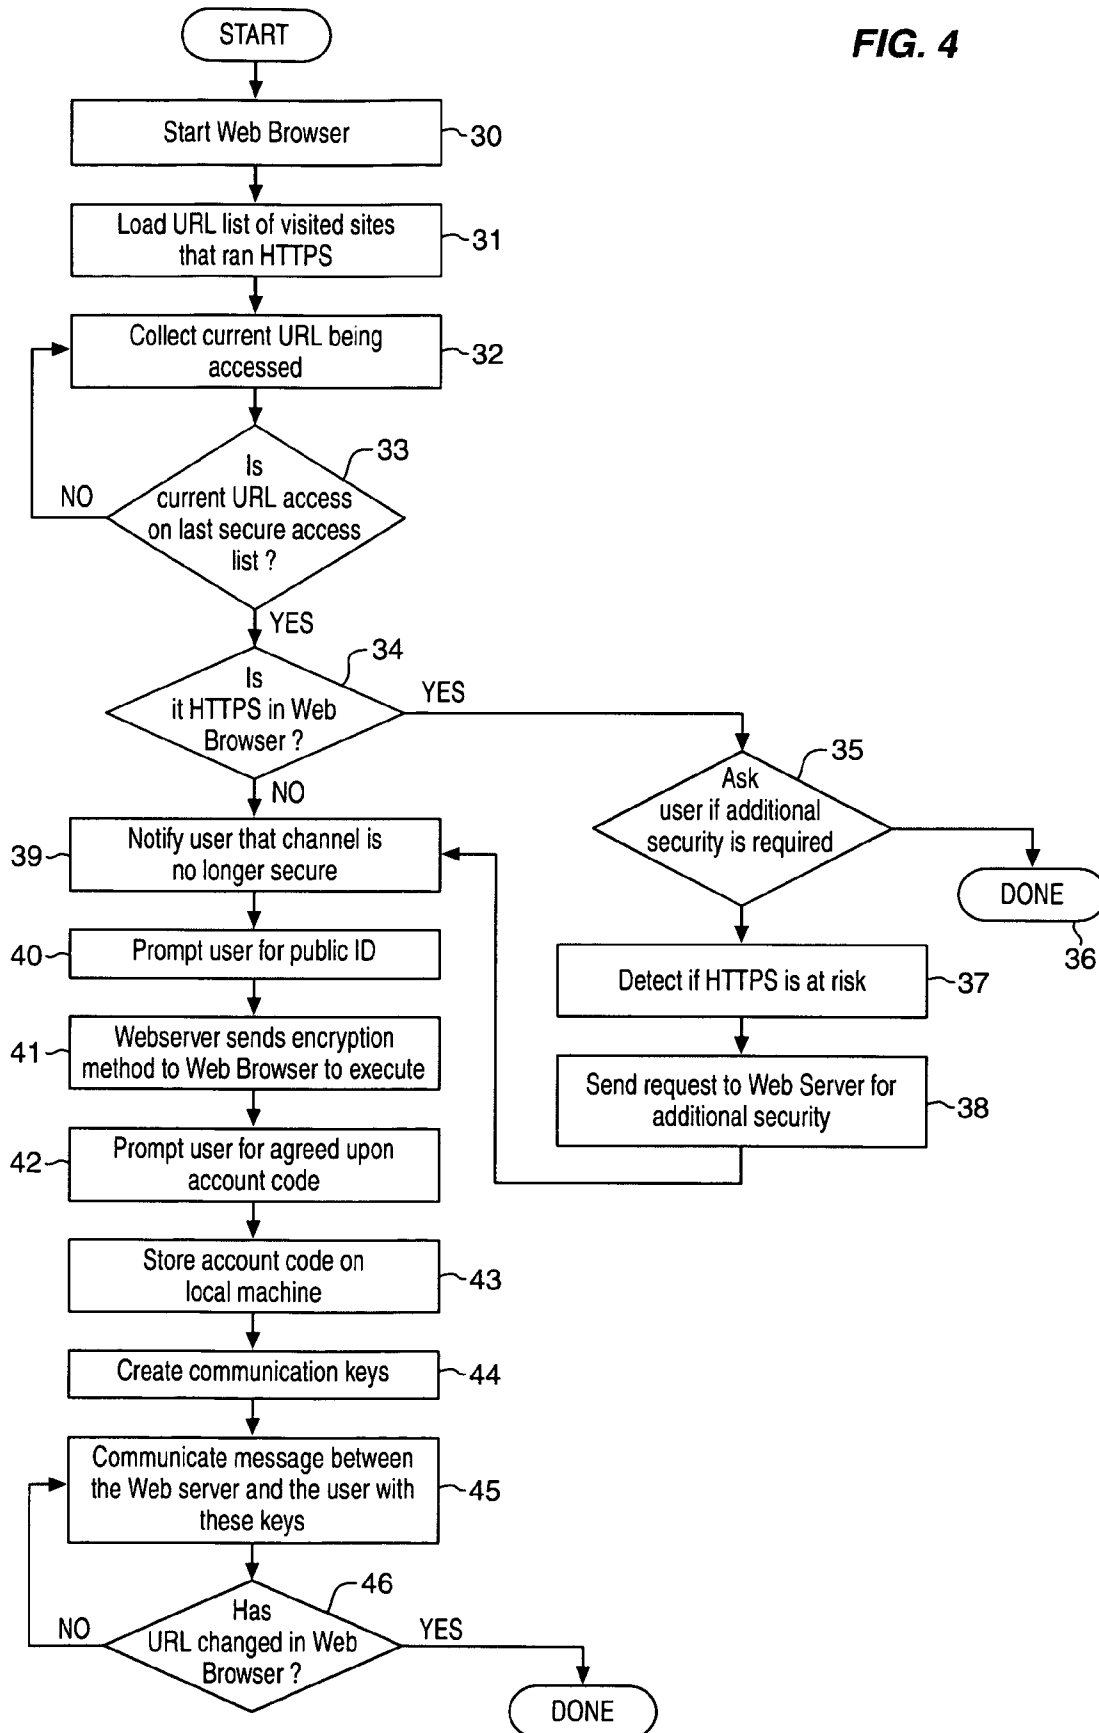 START
FIG. 4
Start Web Browser
30
Load URL list of visited sites
that ran HTTPS
31
Collect current URL being
accessed
32
33
Is
current URL access
on last secure access
list ?
NO
YES
34
Is
it HTTPS in Web
Browser ?
YES
NO
35
Ask
user if additional
security is required
DONE
36
Detect if HTTPS is at risk
37
Send request to Web Server for
additional security
38
Notify user that channel is
no longer secure
39
Prompt user for public ID
40
Webserver sends encryption
method to Web Browser to execute
41
Prompt user for agreed upon
account code
42
Store account code on
local machine
43
Create communication keys
44
Communicate message between
the Web server and the user with
these keys
45
46
Has
URL changed in Web
Browser ?
NO
YES
DONE